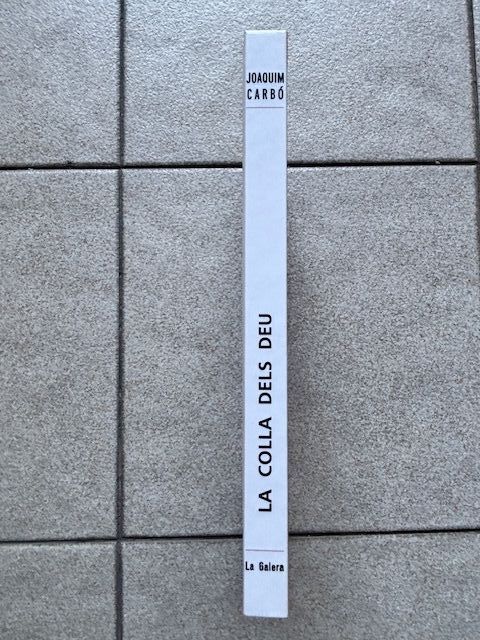 JOAQUIM
CARBÓ
LA COLLA DELS DEU
La Galera